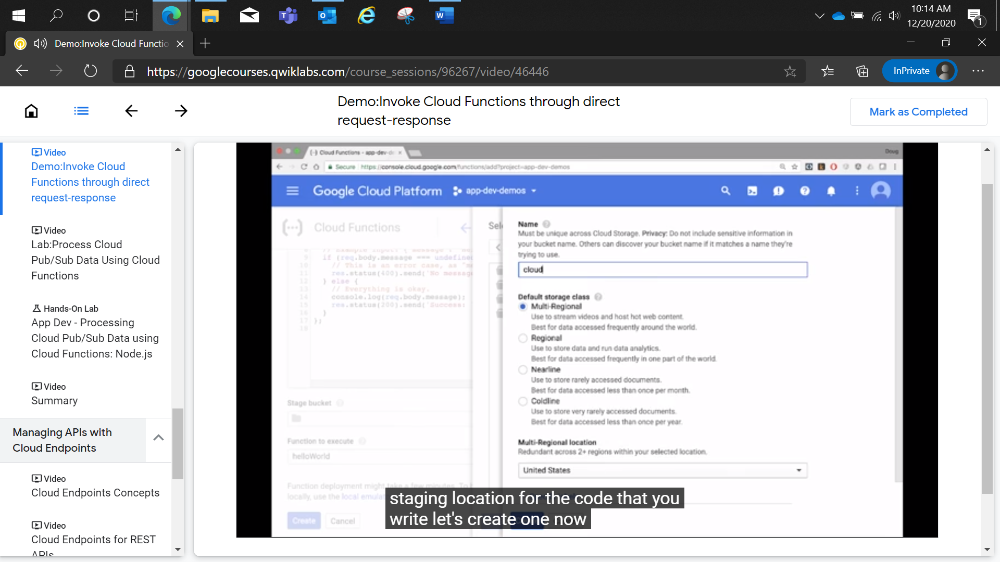 10:14 AM
12/20/2020
1
Demo:Invoke Cloud Functio
https://googlecourses.qwiklabs.com/course_sessions/96267/video/46446
InPrivate
Demo:Invoke Cloud Functions through direct
request-response
Mark as Completed
Video
Demo:Invoke Cloud
Functions through direct
request-response
Video
Lab:Process Cloud
Pub/Sub Data Using Cloud
Functions
Hands-On Lab
App Dev - Processing
Cloud Pub/Sub Data using
Cloud Functions: Node.js
Video
Summary
Managing APIs with
Cloud Endpoints
Video
Cloud Endpoints Concepts
Video
Cloud Endpoints for REST
APIs
Cloud Functions - app-dev-d
Doug
Secure https://console.cloud.google.com/functions/add?project=app-dev-demos
Google Cloud Platform app-dev-demos
Cloud Functions
8 // Example input: {"message":
9 if (req.body.message === undefine
10 // This is an error case, as "m
11 res.status(400).send('No messag
12 } else {
13 // Everything is okay.
14 console.log(req.body.message);
15 res.status(200).send('Success:
16 }
17 };
18
Stage bucket
Function to execute
helloWorld
Function deployment might take a few minutes. To
locally, use the local emulat
Create Cancel
Sele
Name
Must be unique across Cloud Storage. Privacy: Do not include sensitive information in
your bucket name. Others can discover your bucket name if it matches a name they're
trying to use.
cloud
Default storage class
Multi-Regional
Use to stream videos and host hot web content.
Best for data accessed frequently around the world.
Regional
Use to store data and run data analytics.
Best for data accessed frequently in one part of the world.
Nearline
Use to store rarely accessed documents.
Best for data accessed less than once per month.
Coldline
Use to store very rarely accessed documents.
Best for data accessed less than once per year.
Multi-Regional location
Redundant across 2+ regions within your selected location.
United States
staging location for the code that you
write let's create one now